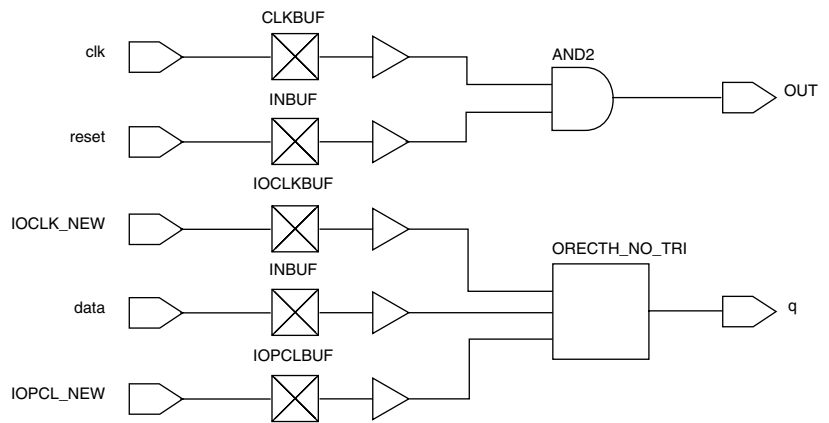 CLKBUF
clk
AND2
OUT
INBUF
reset
IOCLKBUF
IOCLK_NEW
ORECTH_NO_TRI
INBUF
data
q
IOPCLBUF
IOPCL_NEW